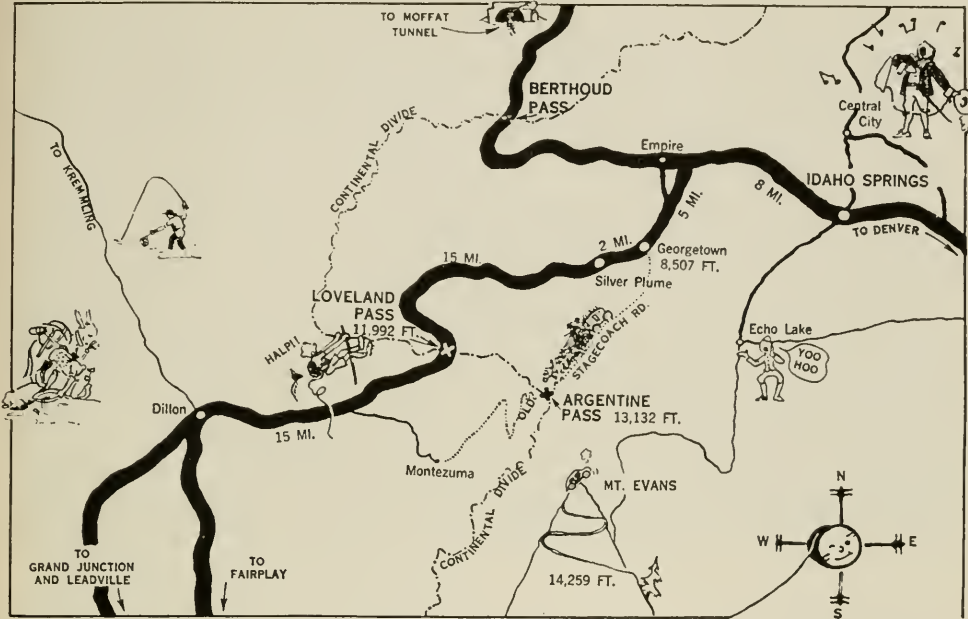 TO MOFFAT
TUNNEL
BERTHOUD
PASS
CONTINENTAL DIVIDE
TO KREMMLING
Central
City
Empire
IDAHO SPRINGS
8 MI.
5 MI.
TO DENVER
2 MI.
Georgetown
8,507 FT.
15 MI.
Silver Plume
LOVELAND
PASS
11,992 FT.
HALP!!
OLD STAGECOACH RD.
Echo Lake
YOO
HOO
ARGENTINE
PASS 13,132 FT.
Dillon
15 MI.
Montezuma
CONTINENTAL DIVIDE
MT. EVANS
14,259 FT.
TO
GRAND JUNCTION
AND LEADVILLE
TO
FAIRPLAY
N
W E
S